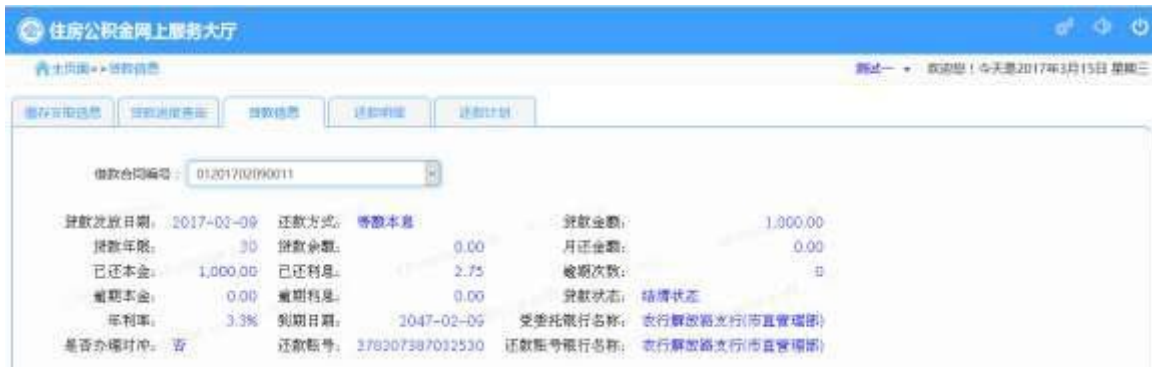 住房公积金网上服务大厅
主页面>>贷款信息 测试一 欢迎您!今天是2017年3月15日 星期三
贷款进度查询 贷款信息 还款明细 还款计划
借款合同编号: 01201702090011
贷款发放日期: 2017-02-09 还款方式: 等额本息 贷款金额: 1,000.00
贷款年限: 30 贷款余额: 0.00 月还金额: 0.00
已还本金: 1,000.00 已还利息: 2.75 逾期次数: 0
逾期本金: 0.00 逾期利息: 0.00 贷款状态: 结清状态
年利率: 3.3% 到期日期: 2047-02-09 受委托银行名称: 农行解放路支行(市直管理部)
是否办理对冲: 否 还款账号: 还款账号银行名称: 农行解放路支行(市直管理部)